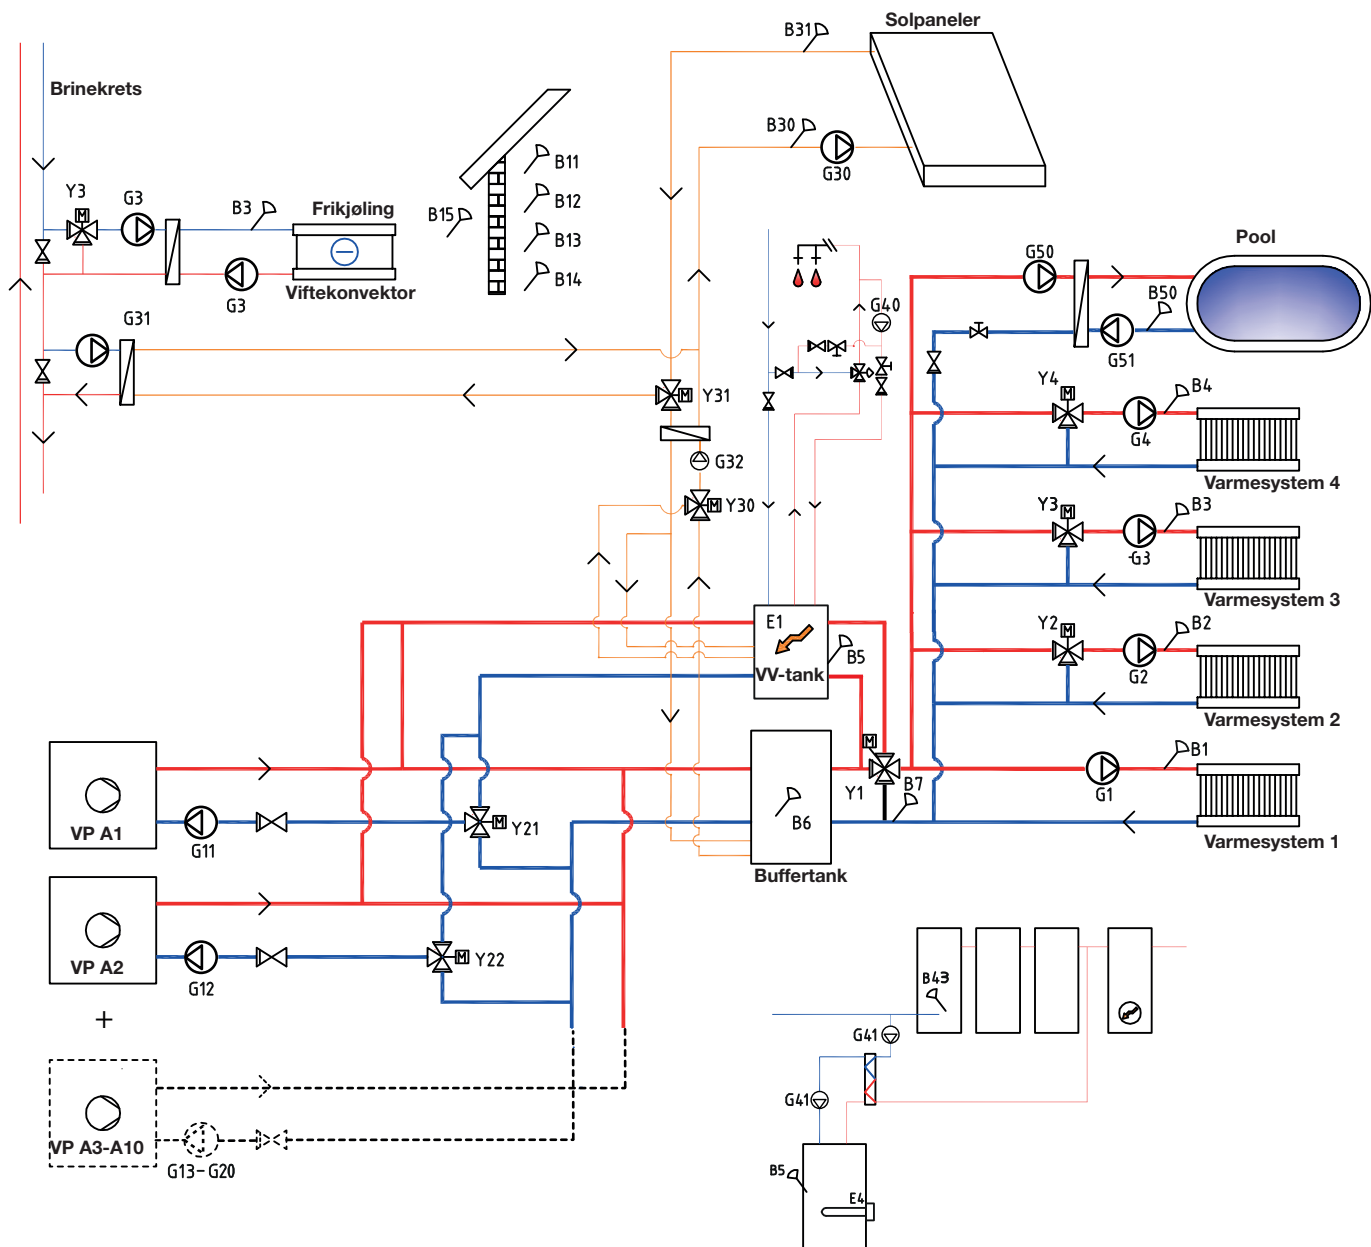 Solpaneler
B31
Brinekrets
B30
G30
B11
Y3
G3
B3
Frikjøling
B15
B12
B13
B14
Viftekonvektor
G3
G31
G40
Pool
G50
B50
G51
Y31
Y4
B4
G4
Varmesystem 4
G32
Y30
Y3
B3
-G3
Varmesystem 3
E1
B5
VV-tank
Y2
B2
G2
Varmesystem 2
M
Y1
B7
B1
G1
VP A1
G11
M
Y21
B6
Varmesystem 1
Buffertank
VP A2
G12
M
Y22
+
B43
G41
G41
VP A3-A10
G13-G20
B5
E4
M
M
M
M
M
M